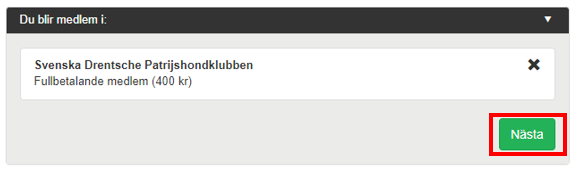 Du blir medlem i:
Svenska Drentsche Patrijshondklubben
Fullbetalande medlem (400 kr)
Nästa